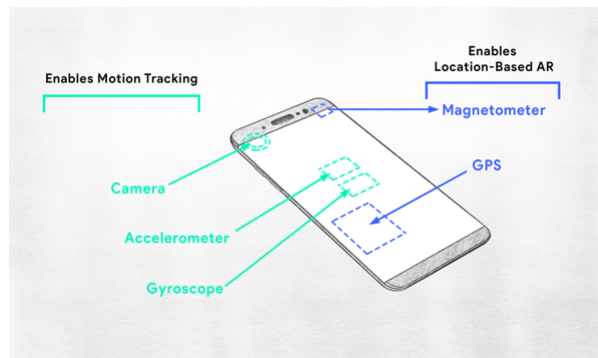 Enables Motion Tracking
Enables
Location-Based AR
Magnetometer
GPS
Camera
Accelerometer
Gyroscope